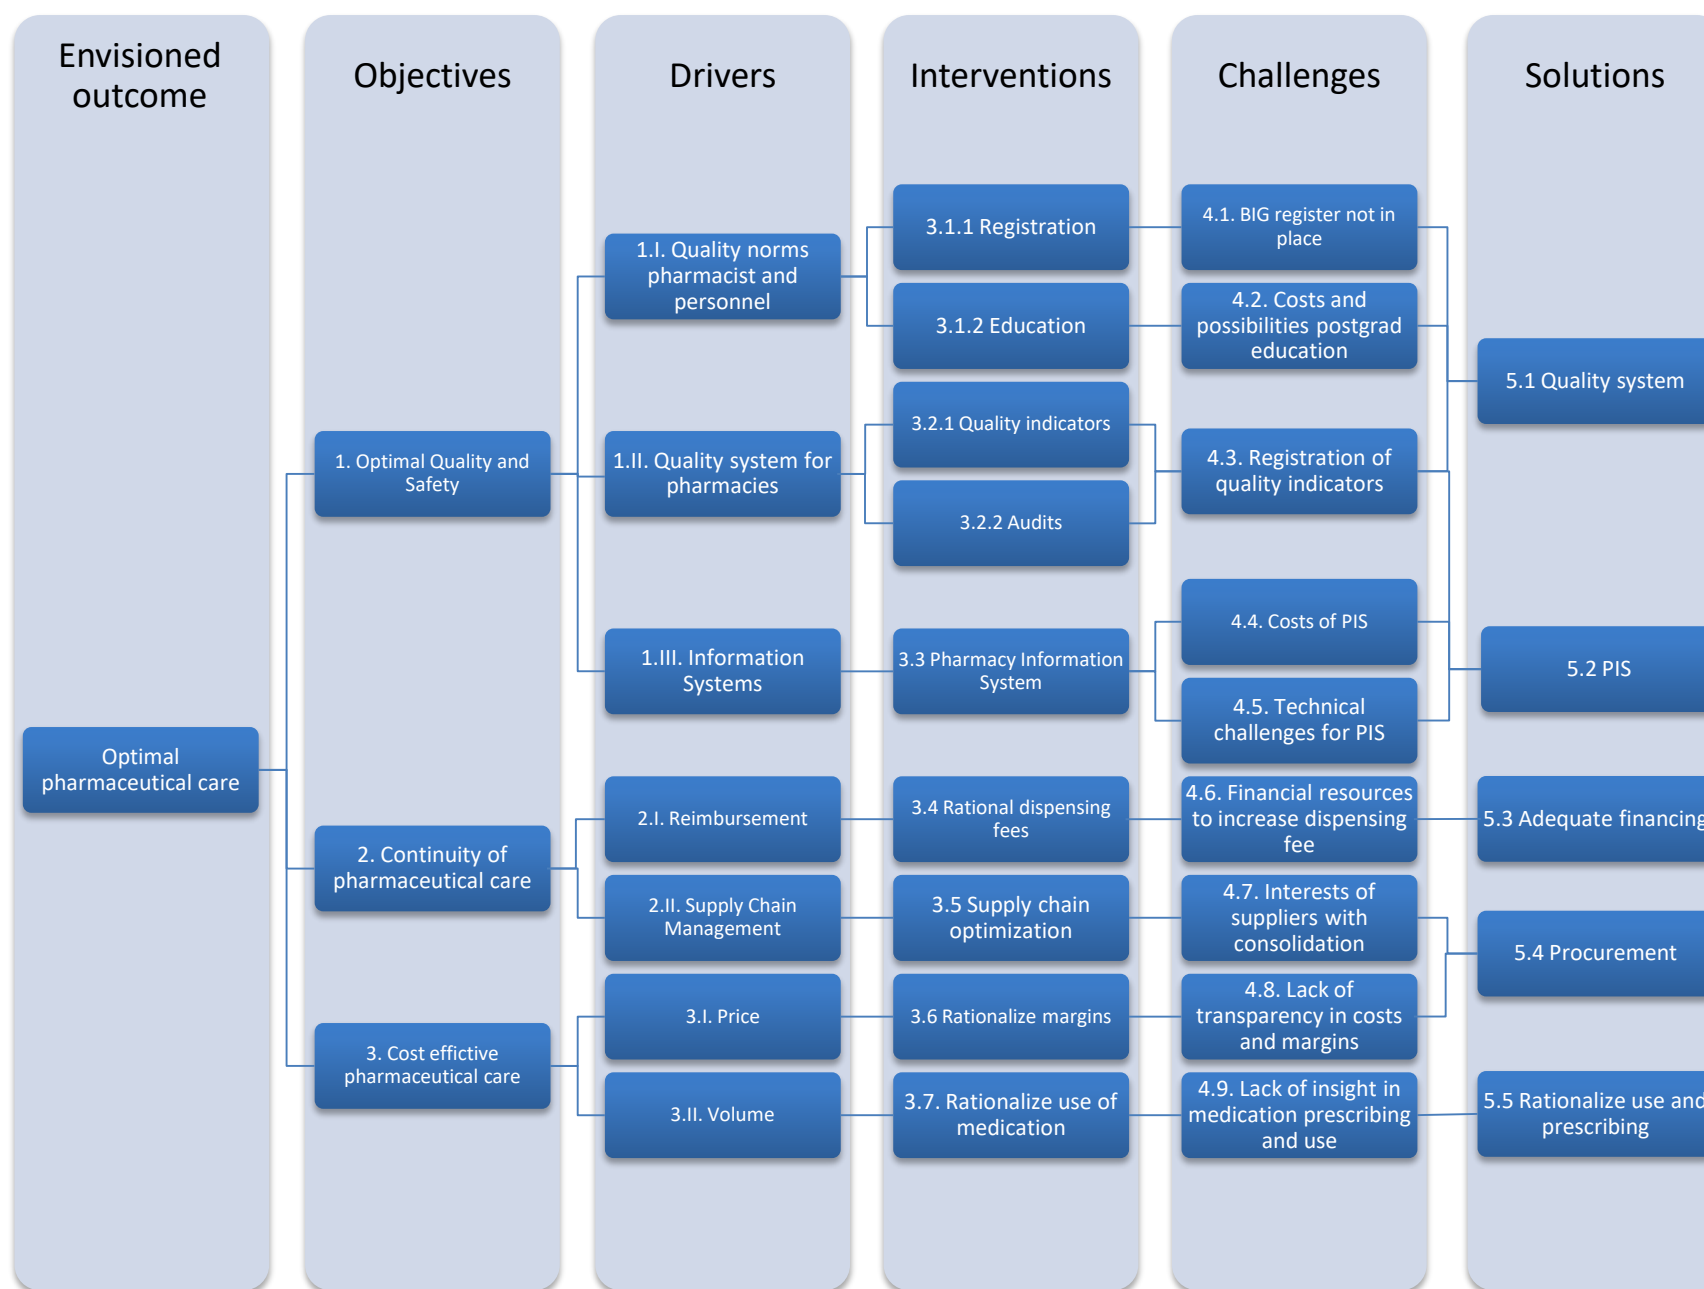 Envisioned
outcome
Objectives
Drivers
Interventions
Challenges
Solutions
Optimal
pharmaceutical care
1. Optimal Quality and
Safety
2. Continuity of
pharmaceutical care
3. Cost effictive
pharmaceutical care
1.I. Quality norms
pharmacist and
personnel
1.II. Quality system for
pharmacies
1.III. Information
Systems
2.I. Reimbursement
2.II. Supply Chain
Management
3.I. Price
3.II. Volume
3.1.1 Registration
3.1.2 Education
3.2.1 Quality indicators
3.2.2 Audits
3.3 Pharmacy Information
System
3.4 Rational dispensing
fees
3.5 Supply chain
optimization
3.6 Rationalize margins
3.7. Rationalize use of
medication
4.1. BIG register not in
place
4.2. Costs and
possibilities postgrad
education
4.3. Registration of
quality indicators
4.4. Costs of PIS
4.5. Technical
challenges for PIS
4.6. Financial resources
to increase dispensing
fee
4.7. Interests of
suppliers with
consolidation
4.8. Lack of
transparency in costs
and margins
4.9. Lack of insight in
medication prescribing
and use
5.1 Quality system
5.2 PIS
5.3 Adequate financing
5.4 Procurement
5.5 Rationalize use and
prescribing